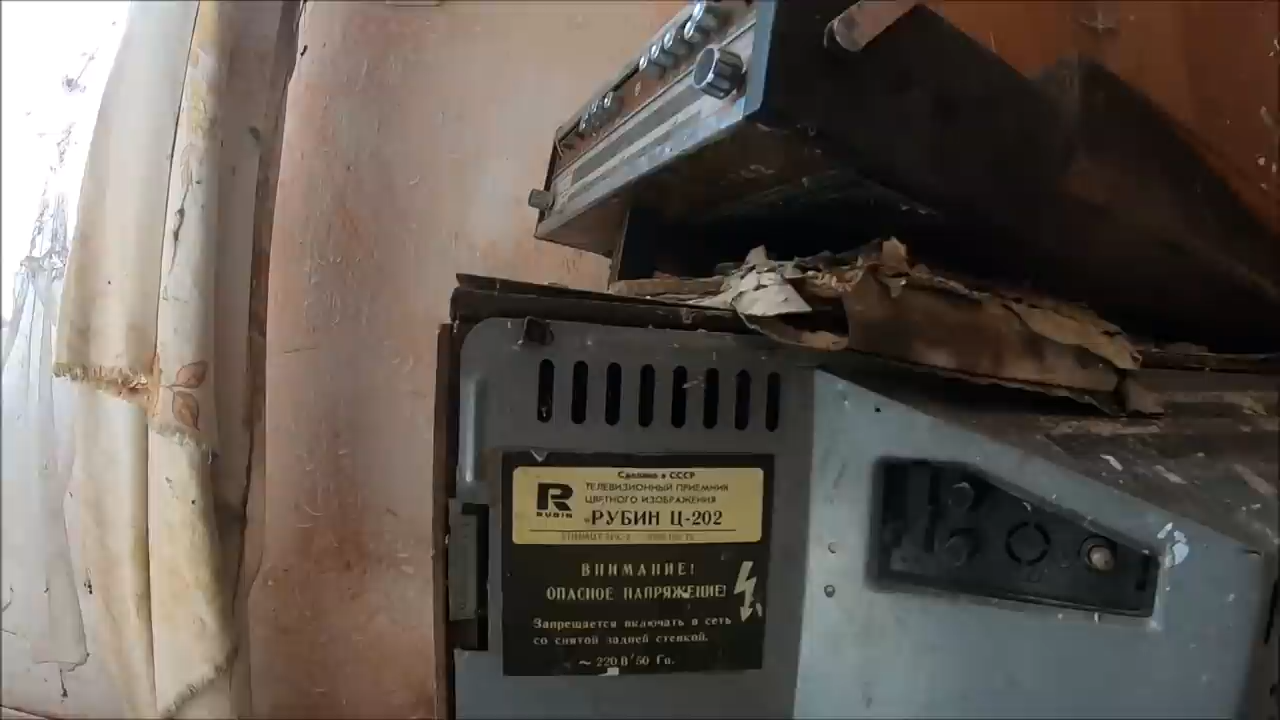 Сделано в СССР
ТЕЛЕВИЗИОННЫЙ ПРИЕМНИК
ЦВЕТНОГО ИЗОБРАЖЕНИЯ
R
RUBIN
«РУБИН Ц-202
ВНИМАНИЕ!
ОПАСНОЕ НАПРЯЖЕНИЕ!
Запрещается включать в сеть
со снятой задней стенкой.
~ 220 В 50 Гц.